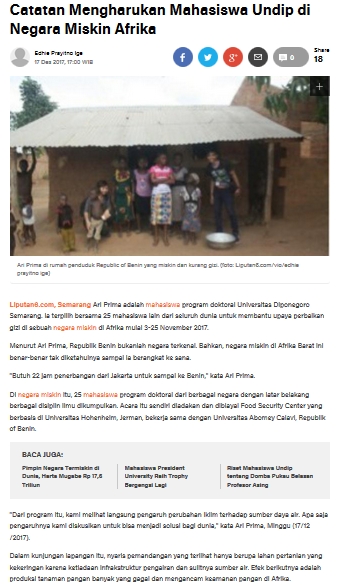 Catatan Mengharukan Mahasiswa Undip di
Negara Miskin Afrika
Edhie Prayitno Ige
17 Des 2017, 17:00 WIB
0
Share
18
Ari Prima di rumah penduduk Republic of Benin yang miskin dan kurang gizi. (foto: Liputan6.com/vic/edhie
prayitno ige)
Liputan6.com, Semarang Ari Prima adalah mahasiswa program doktoral Universitas Diponegoro
Semarang. Ia terpilih bersama 25 mahasiswa lain dari seluruh dunia untuk membantu upaya perbaikan
gizi di sebuah negara miskin di Afrika mulai 3-25 November 2017.
Menurut Ari Prima, Republik Benin bukanlah negara terkenal. Bahkan, negara miskin di Afrika Barat ini
benar-benar tak diketahuinya sampai ia berangkat ke sana.
"Butuh 22 jam penerbangan dari Jakarta untuk sampai ke Benin," kata Ari Prima.
Di negara miskin itu, 25 mahasiswa program doktoral dari berbagai negara dengan latar belakang
berbagai disiplin ilmu dikumpulkan. Acara itu sendiri diadakan dan dibiayai Food Security Center yang
berbasis di Universitas Hohenheim, Jerman, bekerja sama dengan Universitas Abomey Calavi, Republik
of Benin.
BACA JUGA:
Pimpin Negara Termiskin di
Dunia, Harta Mugabe Rp 17,5
Triliun
Mahasiswa President
University Raih Trophy
Bergengsi Lagi
Riset Mahasiswa Undip
tentang Domba Pukau Belasan
Profesor Asing
"Dari program itu, kami melihat langsung pengaruh perubahan iklim terhadap sumber daya air. Apa saja
pengaruhnya kami diskusikan untuk bisa menjadi solusi bagi dunia," kata Ari Prima, Minggu (17/12
/2017).
Dalam kunjungan lapangan itu, nyaris pemandangan yang terlihat hanya berupa lahan pertanian yang
kekeringan karena ketiadaan infrastruktur pengairan dan sulitnya sumber air. Efek berikutnya adalah
produksi tanaman pangan banyak yang gagal dan mengancam keamanan pangan di Afrika.